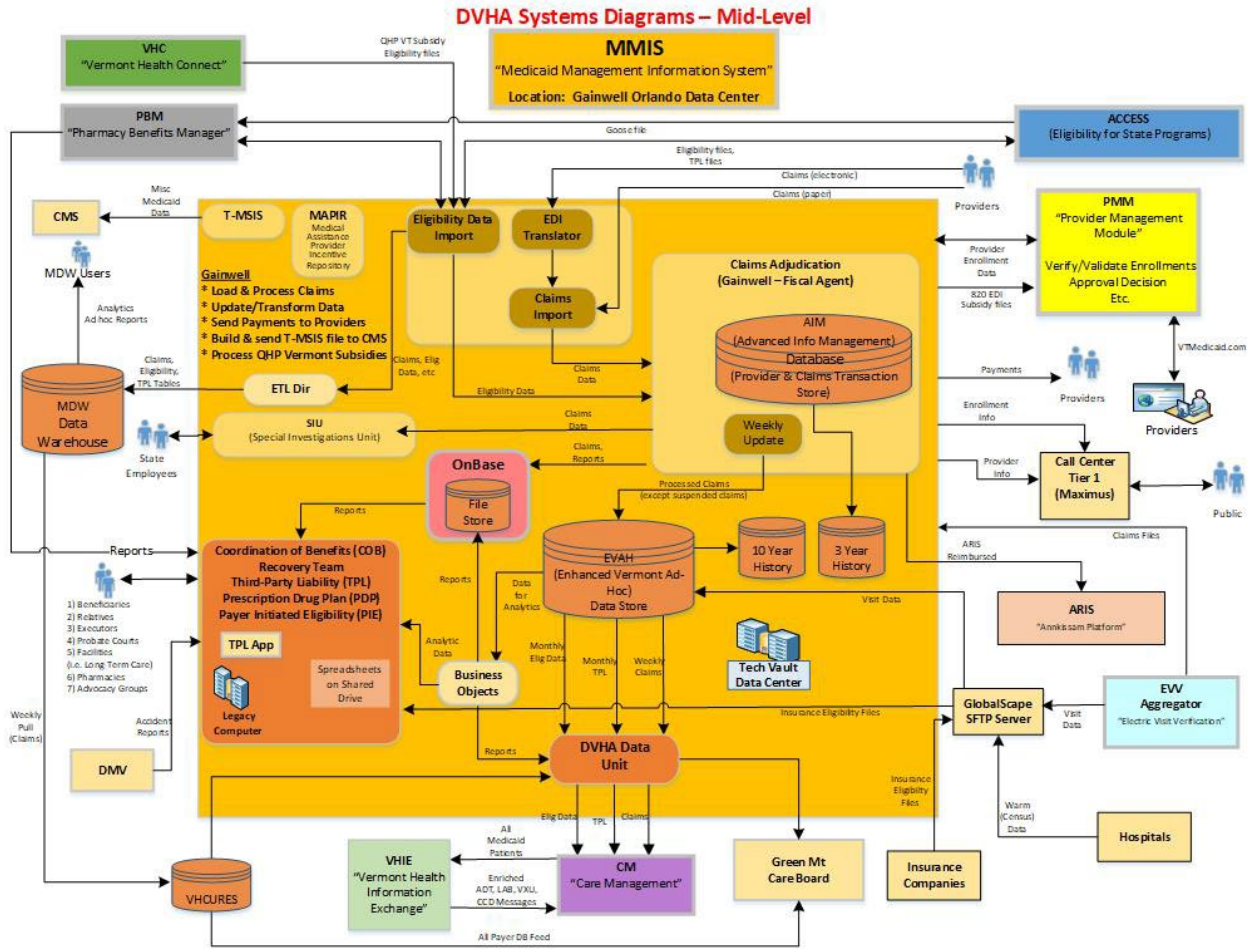 DVHA Systems Diagrams – Mid-Level
VHC
"Vermont Health Connect"
QHP VT Subsidy
Eligibility files
MMIS
"Medicaid Management Information System"
Location: Gainwell Orlando Data Center
PBM
"Pharmacy Benefits Manager"
Goose file
ACCESS
(Eligibility for State Programs)
Eligibility files,
TPL files
Claims (electronic)
Claims (paper)
Providers
Misc
Medicaid
Data
CMS
MDW Users
T-MSIS
MAPIR
Medical
Assistance
Provider
Incentive
Repository
Eligibility Data
Import
EDI
Translator
Claims
Import
PMM
"Provider Management
Module"
Verify/Validate Enrollments
Approval Decision
Etc.
Provider
Enrollment
Data
820 EDI
Subsidy files
Gainwell
* Load & Process Claims
* Update/Transform Data
* Send Payments to Providers
* Build & send T-MSIS file to CMS
* Process QHP Vermont Subsidies
Claims Adjudication
(Gainwell – Fiscal Agent)
AIM
(Advanced Info Management)
Database
(Provider & Claims Transaction
Store)
Weekly
Update
Analytics
Ad hoc Reports
Claims,
Eligibility,
TPL Tables
Claims, Elig
Data, etc
Eligibility Data
Claims
Data
ETL Dir
MDW
Data
Warehouse
SIU
(Special Investigations Unit)
Claims
Data
State
Employees
Claims,
Reports
Payments
Providers
VTMedicaid.com
Providers
Enrollment
Info
Provider
Info
Call Center
Tier 1
(Maximus)
Public
OnBase
File
Store
Reports
Processed Claims
(except suspended claims)
EVAH
(Enhanced Vermont Ad-
Hoc)
Data Store
10 Year
History
3 Year
History
Claims Files
ARIS
Reimbursed
Visit Data
ARIS
"Annkissam Platform"
Reports
1) Beneficiaries
2) Relatives
3) Executors
4) Probate Courts
5) Facilities
(i.e. Long Term Care)
6) Pharmacies
7) Advocacy Groups
Coordination of Benefits (COB)
Recovery Team
Third-Party Liability (TPL)
Prescription Drug Plan (PDP)
Payer Initiated Eligibility (PIE)
TPL App
Spreadsheets
on Shared
Drive
Legacy
Computer
Reports
Data
for
Analytics
Analytic
Data
Business
Objects
Monthly
Elig Data
Monthly
TPL
Weekly
Claims
Tech Vault
Data Center
Insurance Eligibility Files
GlobalScape
SFTP Server
Visit
Data
EVV
Aggregator
"Electric Visit Verification"
Weekly
Pull
(Claims)
Accident
Reports
DMV
Reports
DVHA Data
Unit
Elig Data
TPL
Claims
Insurance
Eligibility
Files
Warm
(Census)
Data
Hospitals
Insurance
Companies
VHCURES
VHIE
"Vermont Health
Information
Exchange"
All
Medicaid
Patients
Enriched
ADT, LAB, VXU,
CCD Messages
CM
"Care Management"
Green Mt
Care Board
All Payer DB Feed